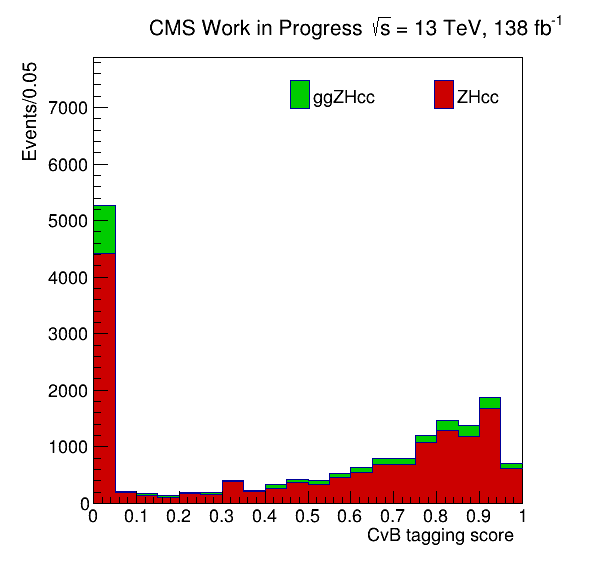 CMS Work in Progress √s = 13 TeV, 138 fb⁻¹
Events/0.05
ggZHcc ZHcc
7000
6000
5000
4000
3000
2000
1000
0
0 0.1 0.2 0.3 0.4 0.5 0.6 0.7 0.8 0.9 1
CvB tagging score